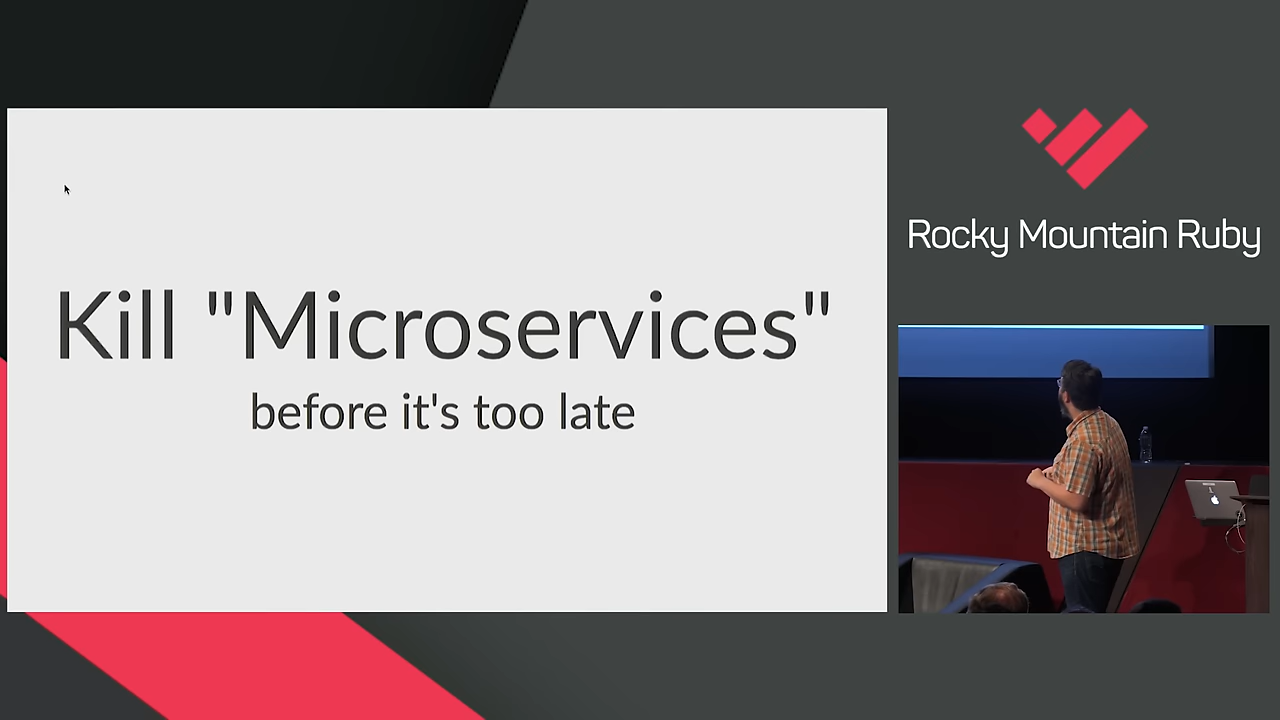 Kill "Microservices"
before it's too late
Rocky Mountain Ruby